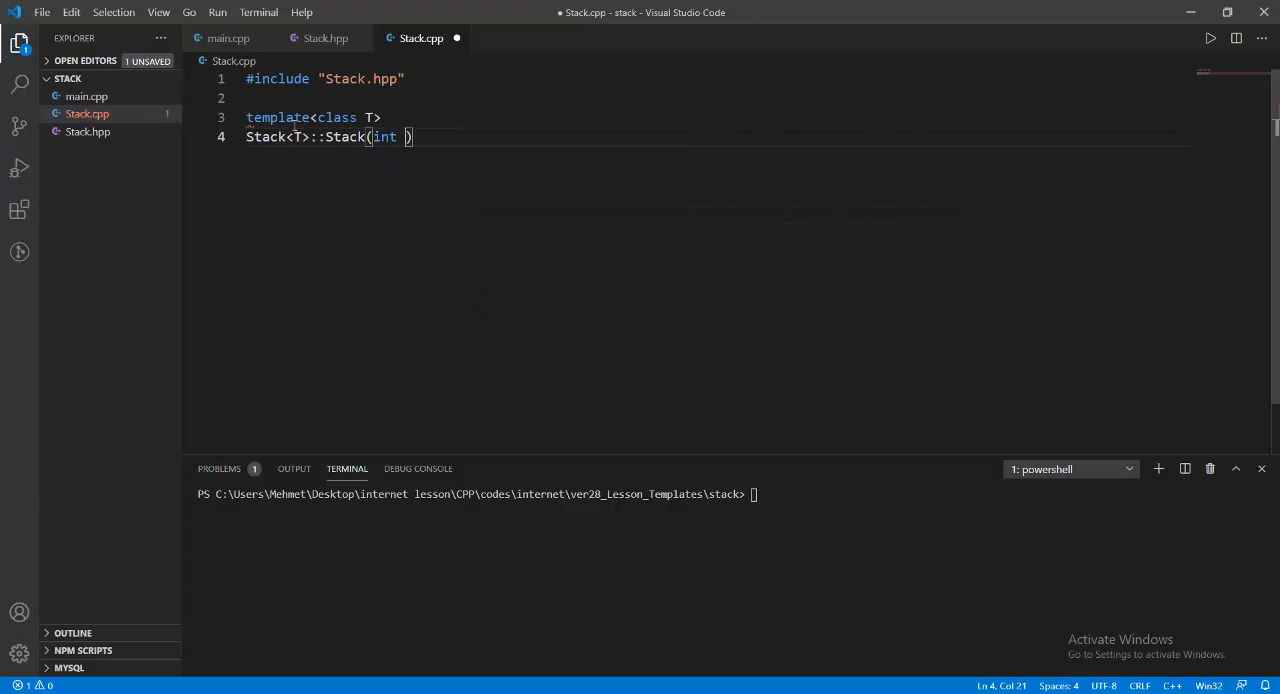 File Edit Selection View Go Run Terminal Help
● Stack.cpp - stack - Visual Studio Code
EXPLORER ···
main.cpp Stack.hpp Stack.cpp ●
OPEN EDITORS 1 UNSAVED
Stack.cpp
STACK
main.cpp
Stack.cpp 1
Stack.hpp
1 #include "Stack.hpp"
2
3 template<class T>
4 Stack<T>::Stack(int )
1
PROBLEMS 1 OUTPUT TERMINAL DEBUG CONSOLE
1: powershell
PS C:\Users\Mehmet\Desktop\internet lesson\CPP\codes\internet\ver28_Lesson_Templates\stack>
OUTLINE
NPM SCRIPTS
MYSQL
Activate Windows
Go to Settings to activate Windows.
1 0
Ln 4, Col 21 Spaces: 4 UTF-8 CRLF C++ Win32